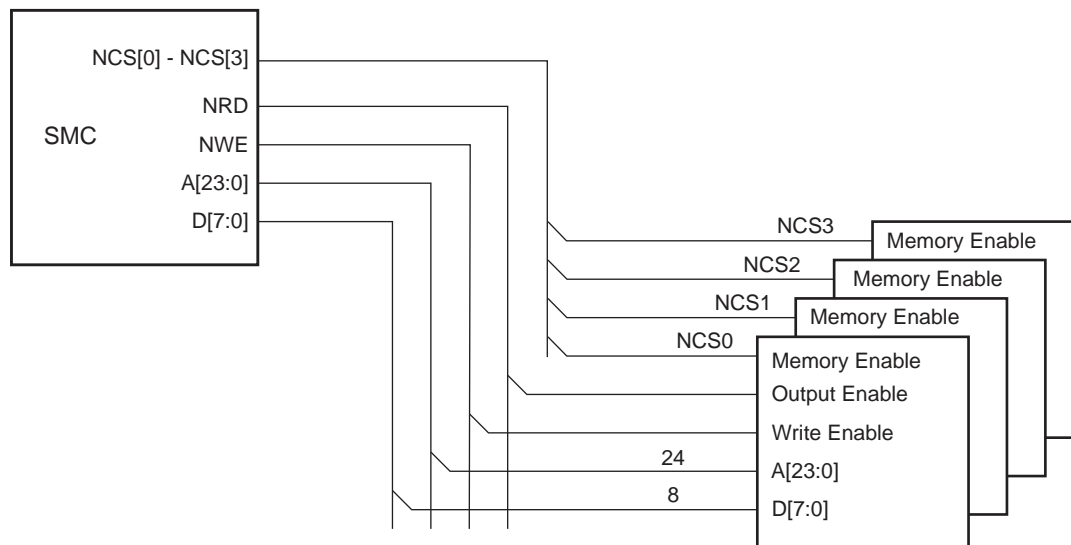 NCS[0] - NCS[3]
NRD
SMC
NWE
A[23:0]
D[7:0]
NCS3
Memory Enable
NCS2
Memory Enable
NCS1
Memory Enable
NCS0
Memory Enable
Output Enable
Write Enable
24
A[23:0]
8
D[7:0]